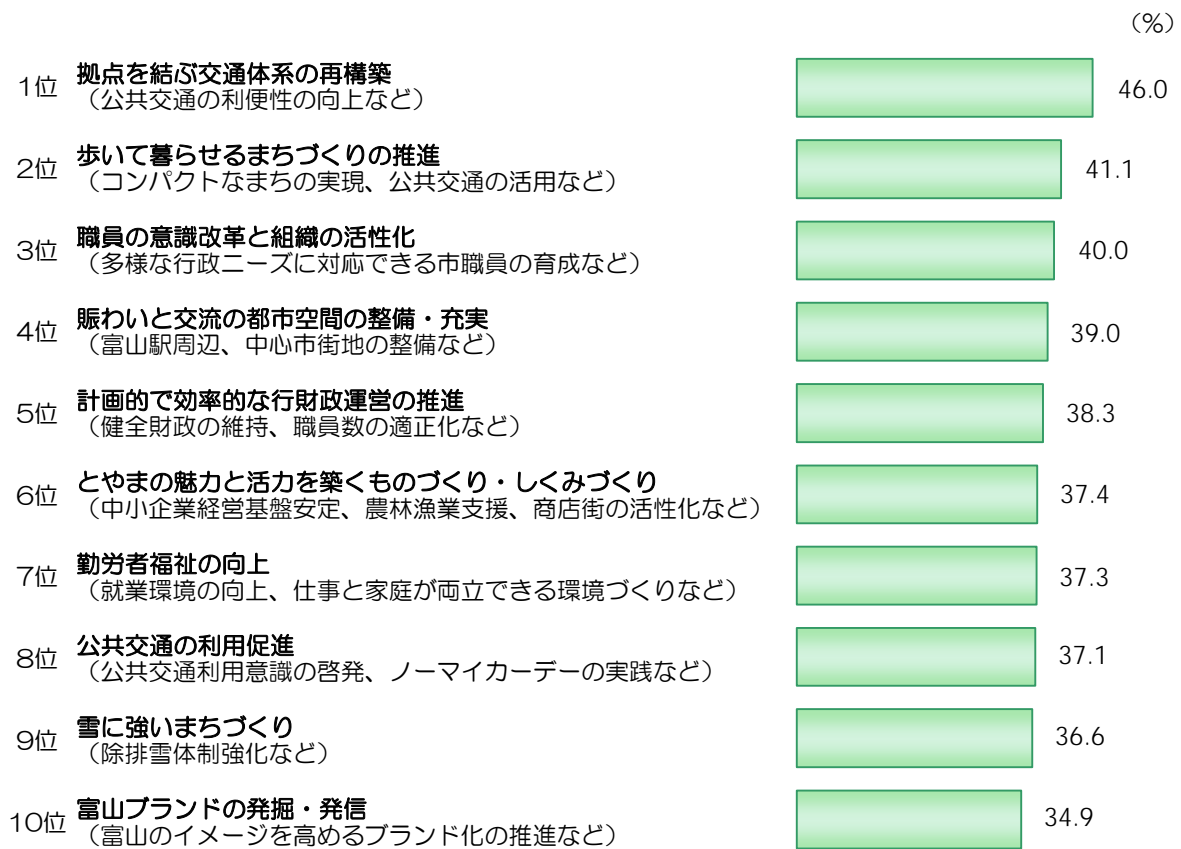 (%)
1位 拠点を結ぶ交通体系の再構築 46.0
（公共交通の利便性の向上など）
2位 歩いて暮らせるまちづくりの推進 41.1
（コンパクトなまちの実現、公共交通の活用など）
3位 職員の意識改革と組織の活性化 40.0
（多様な行政ニーズに対応できる市職員の育成など）
4位 賑わいと交流の都市空間の整備・充実 39.0
（富山駅周辺、中心市街地の整備など）
5位 計画的で効率的な行財政運営の推進 38.3
（健全財政の維持、職員数の適正化など）
6位 とやまの魅力と活力を築くものづくり・しくみづくり 37.4
（中小企業経営基盤安定、農林漁業支援、商店街の活性化など）
7位 勤労者福祉の向上 37.3
（就業環境の向上、仕事と家庭が両立できる環境づくりなど）
8位 公共交通の利用促進 37.1
（公共交通利用意識の啓発、ノーマイカーデーの実践など）
9位 雪に強いまちづくり 36.6
（除排雪体制強化など）
10位 富山ブランドの発掘・発信 34.9
（富山のイメージを高めるブランド化の推進など）